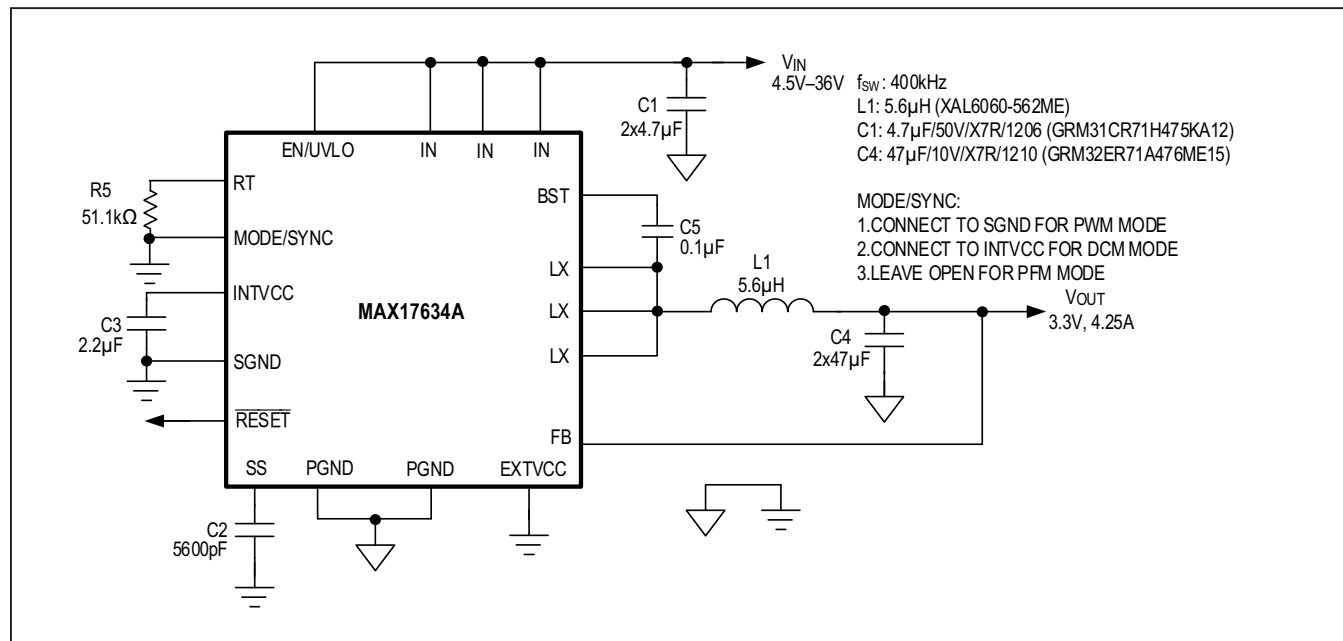 VIN
4.5V–36V
fSW: 400kHz
L1: 5.6µH (XAL6060-562ME)
C1: 4.7µF/50V/X7R/1206 (GRM31CR71H475KA12)
C4: 47µF/10V/X7R/1210 (GRM32ER71A476ME15)
MODE/SYNC:
1.CONNECT TO SGND FOR PWM MODE
2.CONNECT TO INTVCC FOR DCM MODE
3.LEAVE OPEN FOR PFM MODE
C1
2x4.7µF
EN/UVLO
IN
IN
IN
RT
R5
51.1kΩ
MODE/SYNC
INTVCC
C3
2.2µF
SGND
RESET
MAX17634A
BST
C5
0.1µF
LX
LX
LX
L1
5.6µH
VOUT
3.3V, 4.25A
C4
2x47µF
FB
SS
PGND
PGND
EXTVCC
C2
5600pF